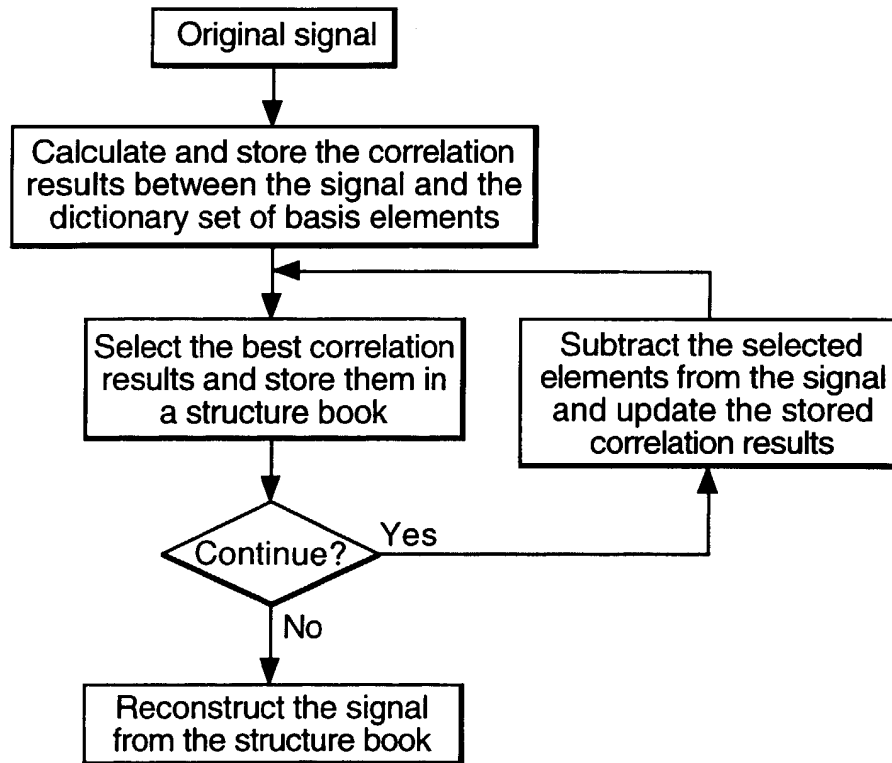 Original signal
Calculate and store the correlation
results between the signal and the
dictionary set of basis elements
Select the best correlation
results and store them in
a structure book
Subtract the selected
elements from the signal
and update the stored
correlation results
Continue?
Yes
No
Reconstruct the signal
from the structure book